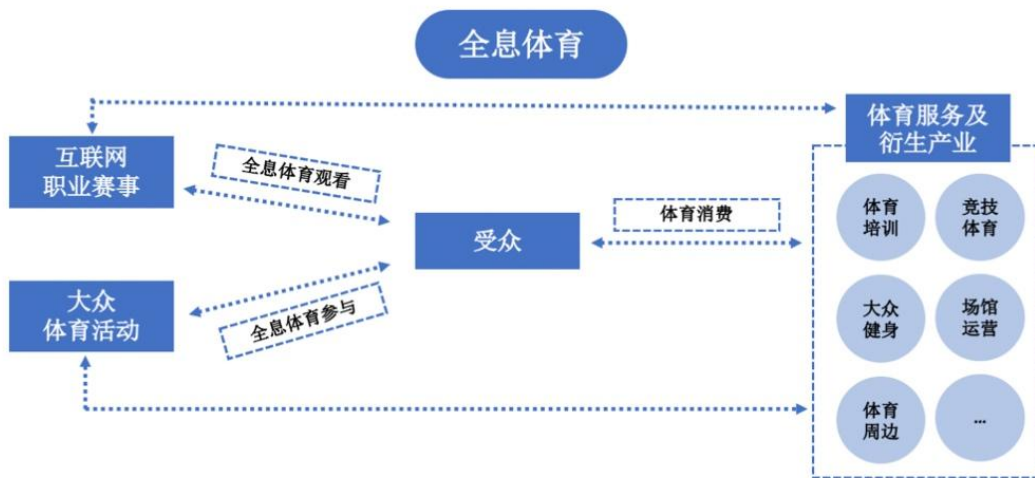 全息体育
体育服务及
衍生产业
互联网
职业赛事
全息体育观看
体育消费
受众
体育
培训
竞技
体育
大众
体育活动
全息体育参与
大众
健身
场馆
运营
体育
周边
...